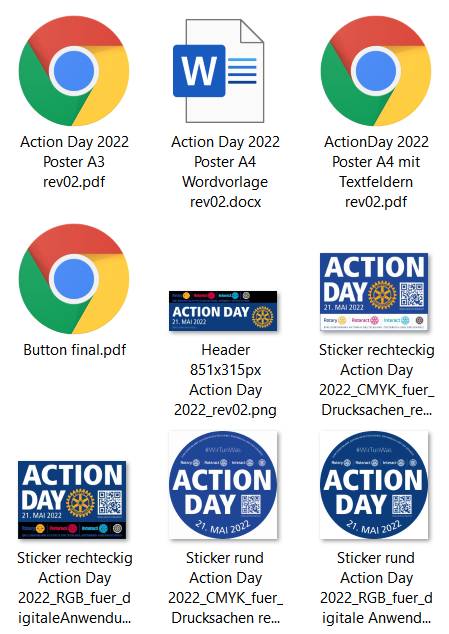 Action Day 2022
Poster A3
rev02.pdf
W
Action Day 2022
Poster A4
Wordvorlage
rev02.docx
ActionDay 2022
Poster A4 mit
Textfeldern
rev02.pdf
Button final.pdf
Rotary
Rotaract
Interact
ACTION DAY
21. MAI 2022
Header
851x315px
Action Day
2022_rev02.png
ACTION
DAY
21. MAI 2022
Rotary
Rotaract
Interact
Sticker rechteckig
Action Day
2022_CMYK_fuer_
Drucksachen_re...
ACTION
DAY
21. MAI 2022
Rotary
Rotaract
Interact
Sticker rechteckig
Action Day
2022_RGB_fuer_d
igitaleAnwendu...
#WirTunWas
Rotary
Rotaract
Interact
ACTION
DAY
21. MAI 2022
Sticker rund
Action Day
2022_CMYK_fuer_
Drucksachen re...
#WirTunWas
Rotary
Rotaract
Interact
ACTION
DAY
21. MAI 2022
Sticker rund
Action Day
2022_RGB_fuer_d
igitale Anwend...